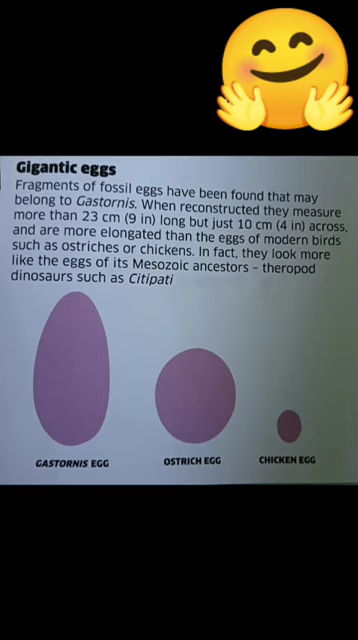 Gigantic eggs
Fragments of fossil eggs have been found that may
belong to Gastornis. When reconstructed they measure
more than 23 cm (9 in) long but just 10 cm (4 in) across,
and are more elongated than the eggs of modern birds
such as ostriches or chickens. In fact, they look more
like the eggs of its Mesozoic ancestors – theropod
dinosaurs such as Citipati
GASTORNIS EGG
OSTRICH EGG
CHICKEN EGG